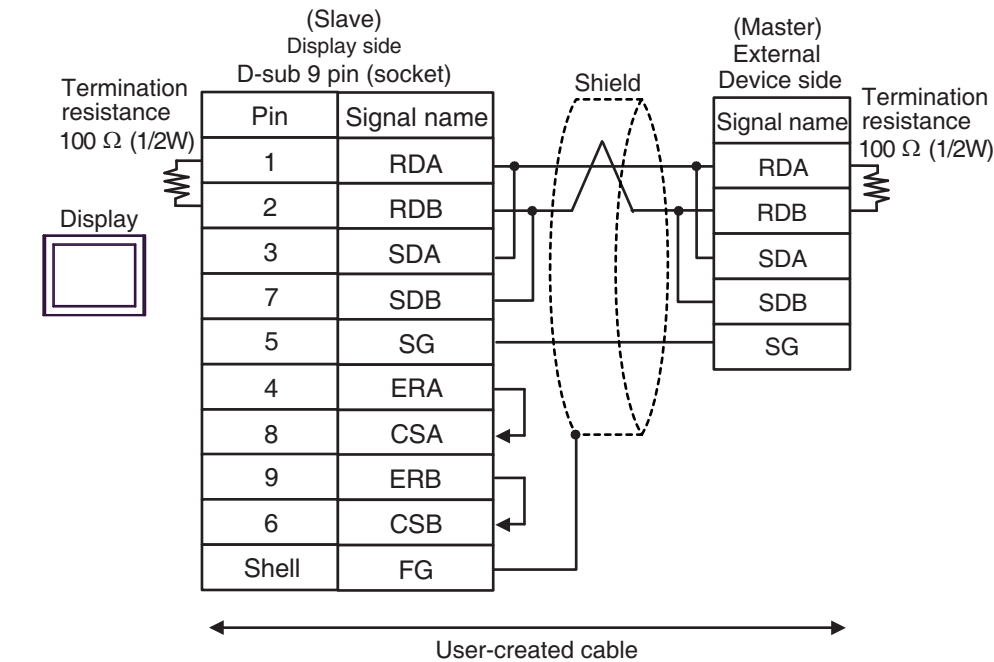 (Slave)
Display side
D-sub 9 pin (socket)
(Master)
External
Device side
Termination
resistance
100 Ω (1/2W)
Shield
Termination
resistance
100 Ω (1/2W)
Display
Pin Signal name
1 RDA
2 RDB
3 SDA
7 SDB
5 SG
4 ERA
8 CSA
9 ERB
6 CSB
Shell FG
Signal name
RDA
RDB
SDA
SDB
SG
User-created cable